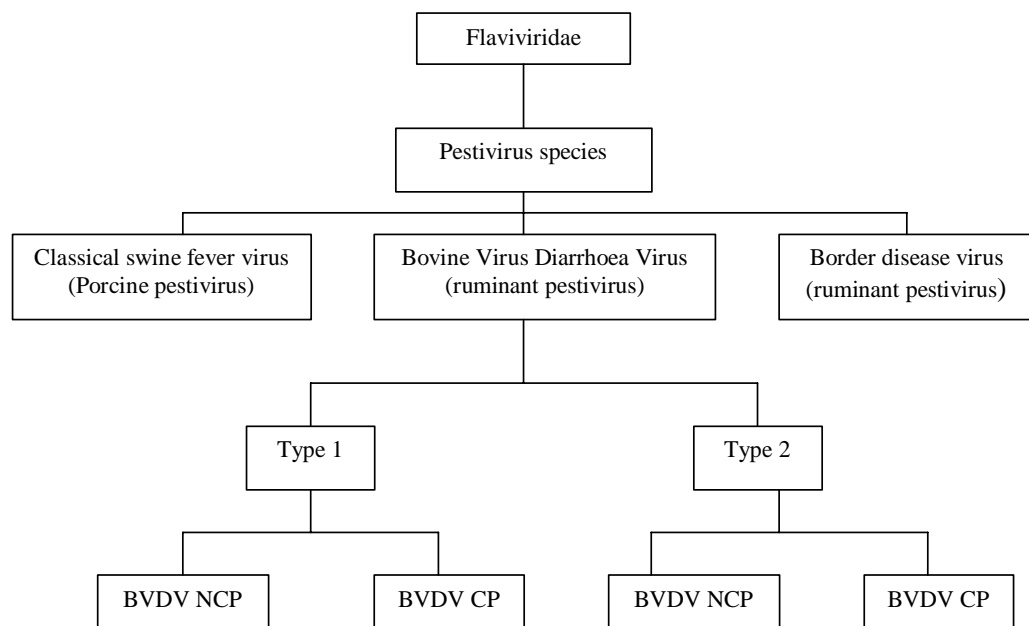 Flaviviridae
Pestivirus species
Classical swine fever virus
(Porcine pestivirus)
Bovine Virus Diarrhoea Virus
(ruminant pestivirus)
Border disease virus
(ruminant pestivirus)
Type 1
Type 2
BVDV NCP
BVDV CP
BVDV NCP
BVDV CP